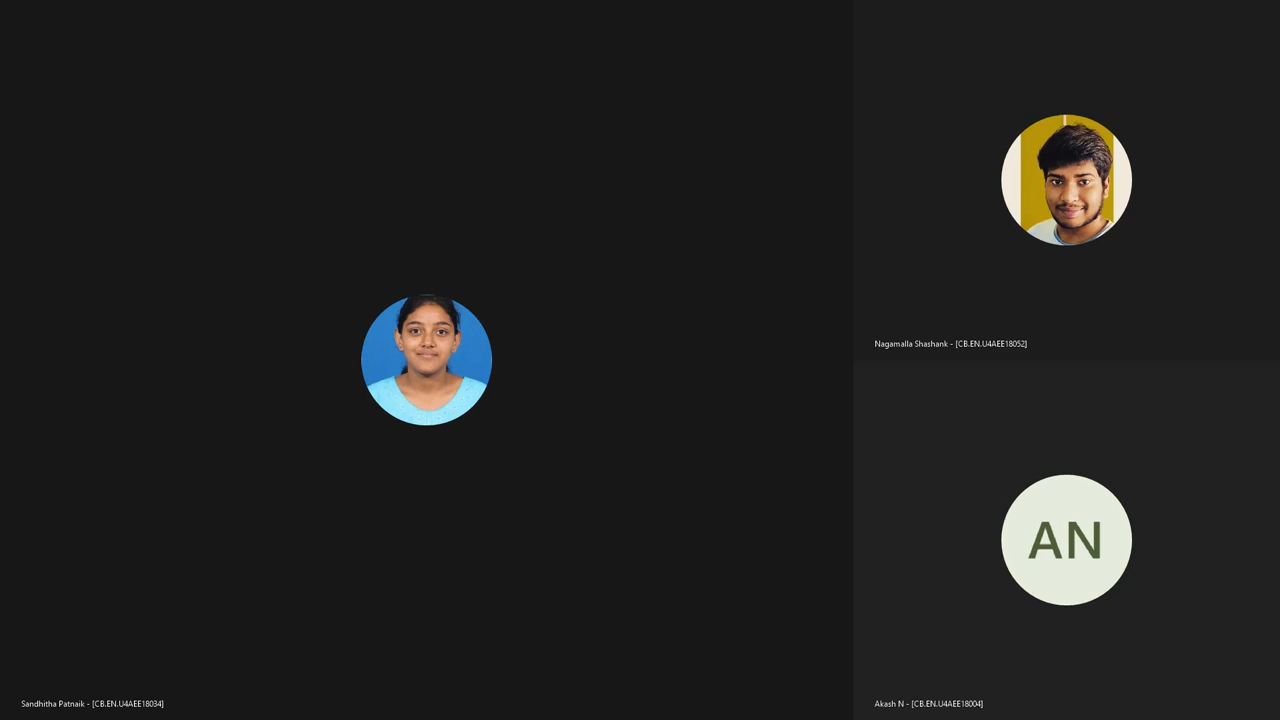 Nagamalla Shashank - [CB.EN.U4AEE18052]
AN
Sandhitha Patnaik - [CB.EN.U4AEE18034]
Akash N - [CB.EN.U4AEE18004]